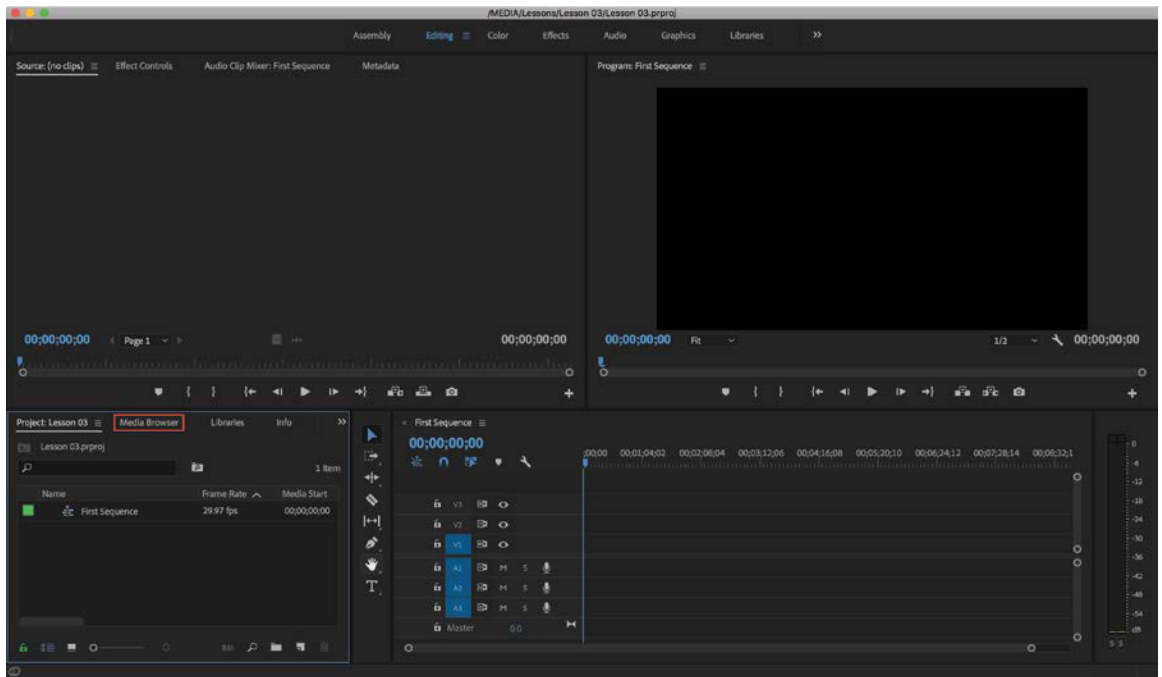 /MEDIA/Lessons/Lesson 03/Lesson 03.prproj
Assembly Editing Color Effects Audio Graphics Libraries
Source: (no clips) Effect Controls Audio Clip Mixer: First Sequence Metadata
Program: First Sequence
00;00;00;00 Page 1 00;00;00;00
00;00;00;00 Fit 1/2 00;00;00;00
Project: Lesson 03 Media Browser Libraries Info
Lesson 03.prproj
1 Item
Name Frame Rate Media Start
First Sequence 29.97 fps 00;00;00;00
First Sequence
00;00;00;00
;00;00 00;01;04;02 00;02;08;04 00;03;12;06 00;04;16;08 00;05;20;10 00;06;24;12 00;07;28;14 00;08;32;1
V3
V2
V1
A1 M S
A2 M S
A3 M S
Master 0.0
T
0
-6
-12
-18
-24
-30
-36
-42
-48
-54
dB
S S